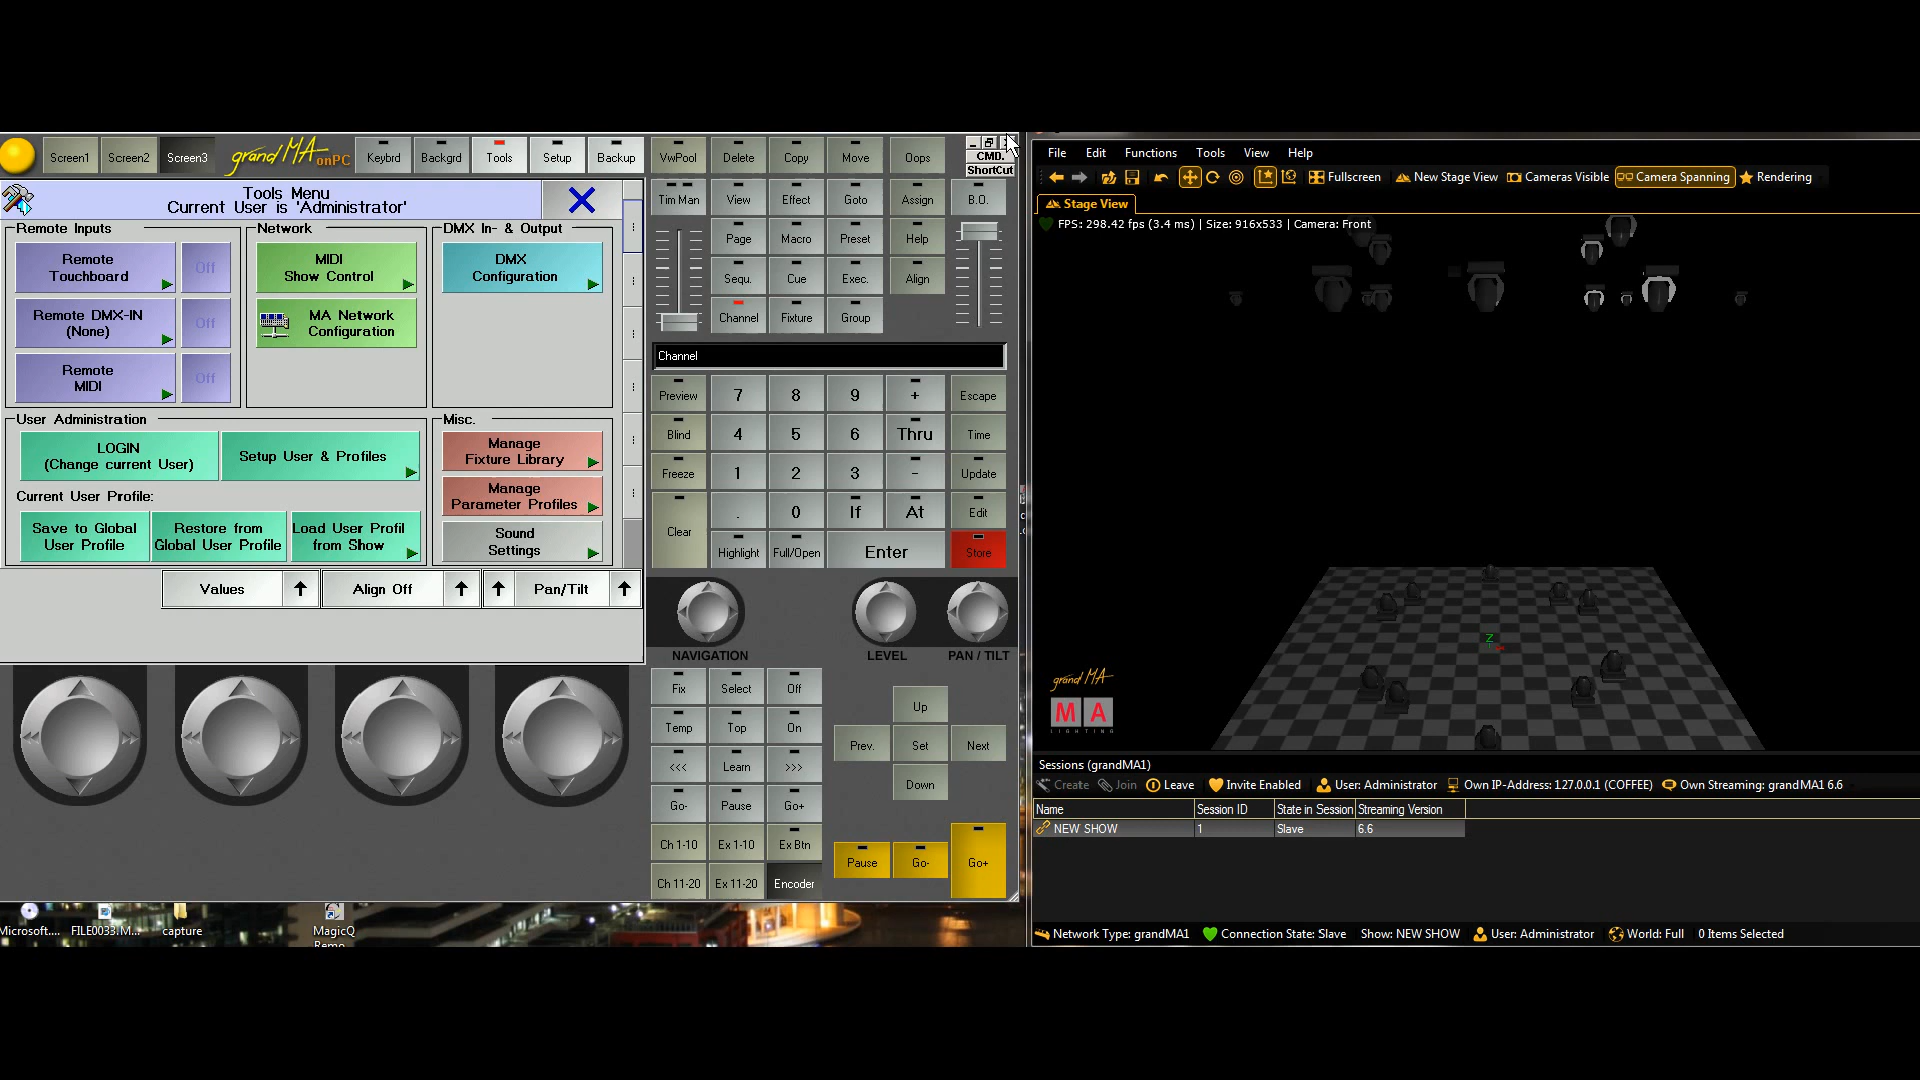 Screen1 Screen2 Screen3 grandMA onPC Keybrd Backgrd Tools Setup Backup
Tools Menu
Current User is 'Administrator'
Remote Inputs
Remote
Touchboard
Off
Remote DMX-IN
(None)
Off
Remote
MIDI
Off
Network
MIDI
Show Control
MA Network
Configuration
DMX In- & Output
DMX
Configuration
User Administration
LOGIN
(Change current User)
Setup User & Profiles
Current User Profile:
Save to Global
User Profile
Restore from
Global User Profile
Load User Profil
from Show
Misc.
Manage
Fixture Library
Manage
Parameter Profiles
Sound
Settings
Values Align Off Pan/Tilt
VwPool Delete Copy Move Oops CMD.
ShortCut
Tim Man View Effect Goto Assign B.O.
Page Macro Preset Help
Sequ. Cue Exec. Align
Channel Fixture Group
Channel
Preview 7 8 9 + Escape
Blind 4 5 6 Thru Time
Freeze 1 2 3 - Update
Clear . 0 If At Edit
Highlight Full/Open Enter Store
NAVIGATION LEVEL PAN / TILT
Fix Select Off
Temp Top On
<<< Learn >>>
Go- Pause Go+
Ch 1-10 Ex 1-10 Ex Btn
Ch 11-20 Ex 11-20 Encoder
Up
Prev. Set Next
Down
Pause Go- Go+
Microsoft.... FILE0033.M... capture MagicQ
Remo
File Edit Functions Tools View Help
Fullscreen New Stage View Cameras Visible Camera Spanning Rendering
Stage View
FPS: 298.42 fps (3.4 ms) | Size: 916x533 | Camera: Front
Z
grandMA
MA
LIGHTING
Sessions (grandMA1)
Create Join Leave Invite Enabled User: Administrator Own IP-Address: 127.0.0.1 (COFFEE) Own Streaming: grandMA1 6.6
Name Session ID State in Session Streaming Version
NEW SHOW 1 Slave 6.6
Network Type: grandMA1 Connection State: Slave Show: NEW SHOW User: Administrator World: Full 0 Items Selected